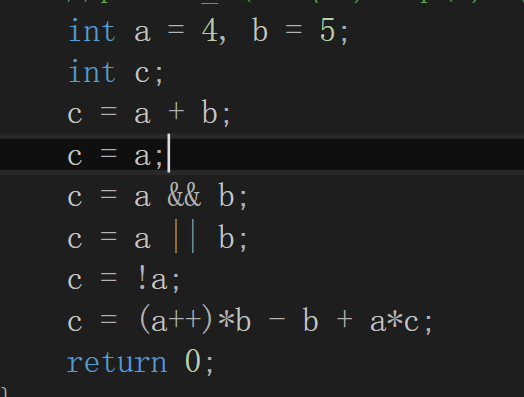 int a = 4, b = 5;
int c;
c = a + b;
c = a;
c = a && b;
c = a || b;
c = !a;
c = (a++)*b - b + a*c;
return 0;
}